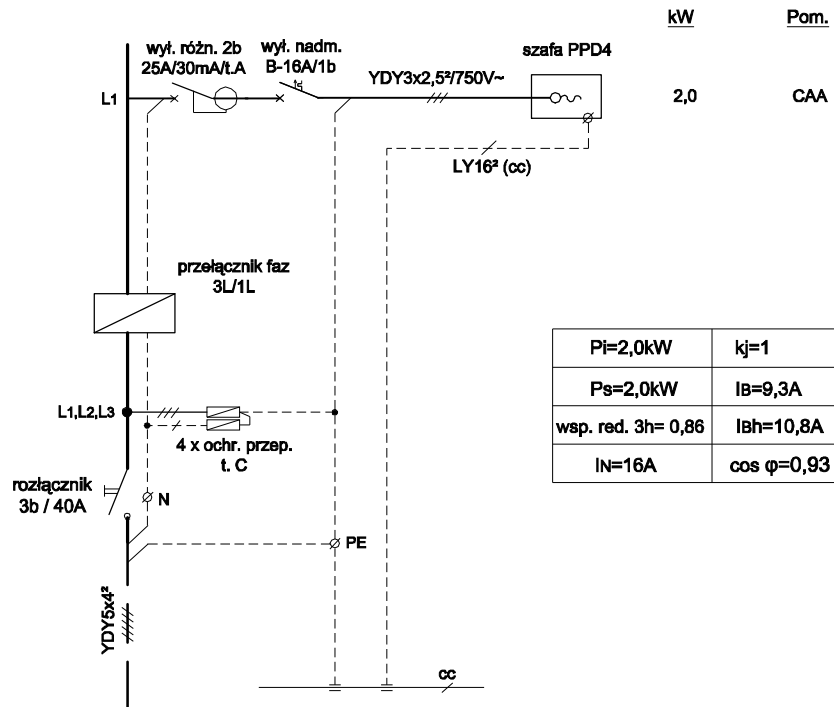 kW Pom.
wył. różn. 2b
25A/30mA/t.A
wył. nadm.
B-16A/1b
szafa PPD4
YDY3x2,5²/750V~
L1
2,0 CAA
LY16² (cc)
przełącznik faz
3L/1L
Pi=2,0kW kj=1
Ps=2,0kW IB=9,3A
wsp. red. 3h= 0,86 IBh=10,8A
IN=16A cos φ=0,93
L1,L2,L3
4 x ochr. przep.
t. C
rozłącznik
3b / 40A
N
PE
YDY5x4²
cc